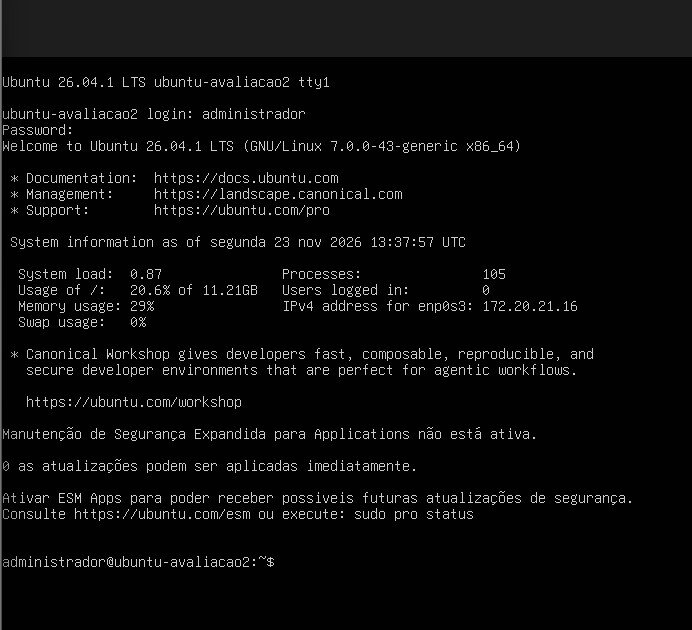 Ubuntu 26.04.1 LTS ubuntu-avaliacao2 tty1
ubuntu-avaliacao2 login: administrador
Password:
Welcome to Ubuntu 26.04.1 LTS (GNU/Linux 7.0.0-43-generic x86_64)
* Documentation:  https://docs.ubuntu.com
* Management:     https://landscape.canonical.com
* Support:        https://ubuntu.com/pro
System information as of segunda 23 nov 2026 13:37:57 UTC
System load:  0.87               Processes:               105
Usage of /:   20.6% of 11.21GB   Users logged in:         0
Memory usage: 29%                IPv4 address for enp0s3: 172.20.21.16
Swap usage:   0%
* Canonical Workshop gives developers fast, composable, reproducible, and
secure developer environments that are perfect for agentic workflows.
https://ubuntu.com/workshop
Manutenção de Segurança Expandida para Applications não está ativa.
0 as atualizações podem ser aplicadas imediatamente.
Ativar ESM Apps para poder receber possiveis futuras atualizações de segurança.
Consulte https://ubuntu.com/esm ou execute: sudo pro status
administrador@ubuntu-avaliacao2:~$